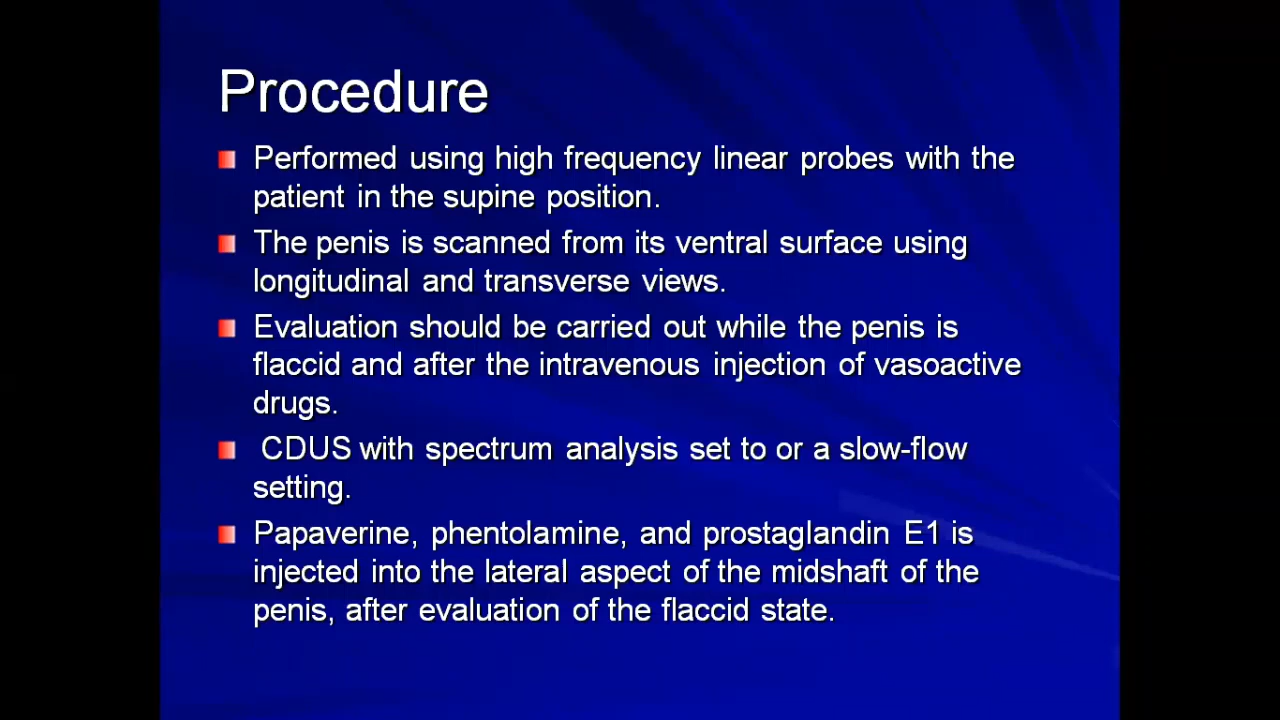 Procedure
Performed using high frequency linear probes with the
patient in the supine position.
The penis is scanned from its ventral surface using
longitudinal and transverse views.
Evaluation should be carried out while the penis is
flaccid and after the intravenous injection of vasoactive
drugs.
CDUS with spectrum analysis set to or a slow-flow
setting.
Papaverine, phentolamine, and prostaglandin E1 is
injected into the lateral aspect of the midshaft of the
penis, after evaluation of the flaccid state.